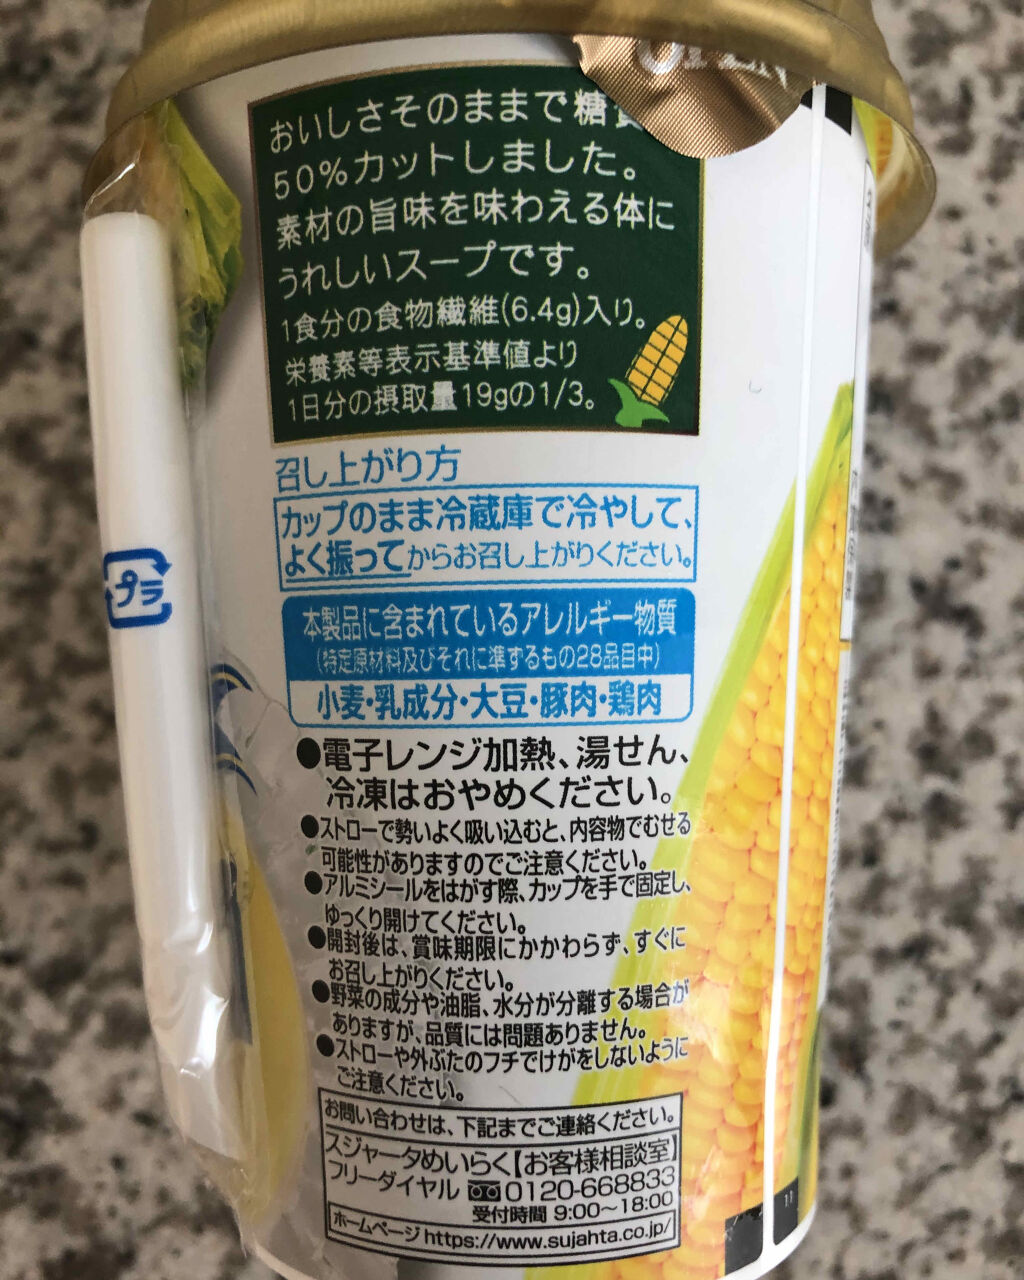 OPEN
おいしさそのままで糖質
50%カットしました。
素材の旨味を味わえる体に
うれしいスープです。
1食分の食物繊維(6.4g)入り。
栄養素等表示基準値より
1日分の摂取量19gの1/3。
召し上がり方
カップのまま冷蔵庫で冷やして、
よく振ってからお召し上がりください。
本製品に含まれているアレルギー物質
(特定原材料及びそれに準ずるもの28品目中)
小麦・乳成分・大豆・豚肉・鶏肉
●電子レンジ加熱、湯せん、
冷凍はおやめください。
●ストローで勢いよく吸い込むと、内容物でむせる
可能性がありますのでご注意ください。
●アルミシールをはがす際、カップを手で固定し、
ゆっくり開けてください。
●開封後は、賞味期限にかかわらず、すぐに
お召し上がりください。
●野菜の成分や油脂、水分が分離する場合が
ありますが、品質には問題ありません。
●ストローや外ぶたのフチでけがをしないように
ご注意ください。
お問い合わせは、下記までご連絡ください。
スジャータめいらく【お客様相談室】
フリーダイヤル 0120-668833
受付時間 9:00〜18:00
ホームページ https://www.sujahta.co.jp/
プラ
11